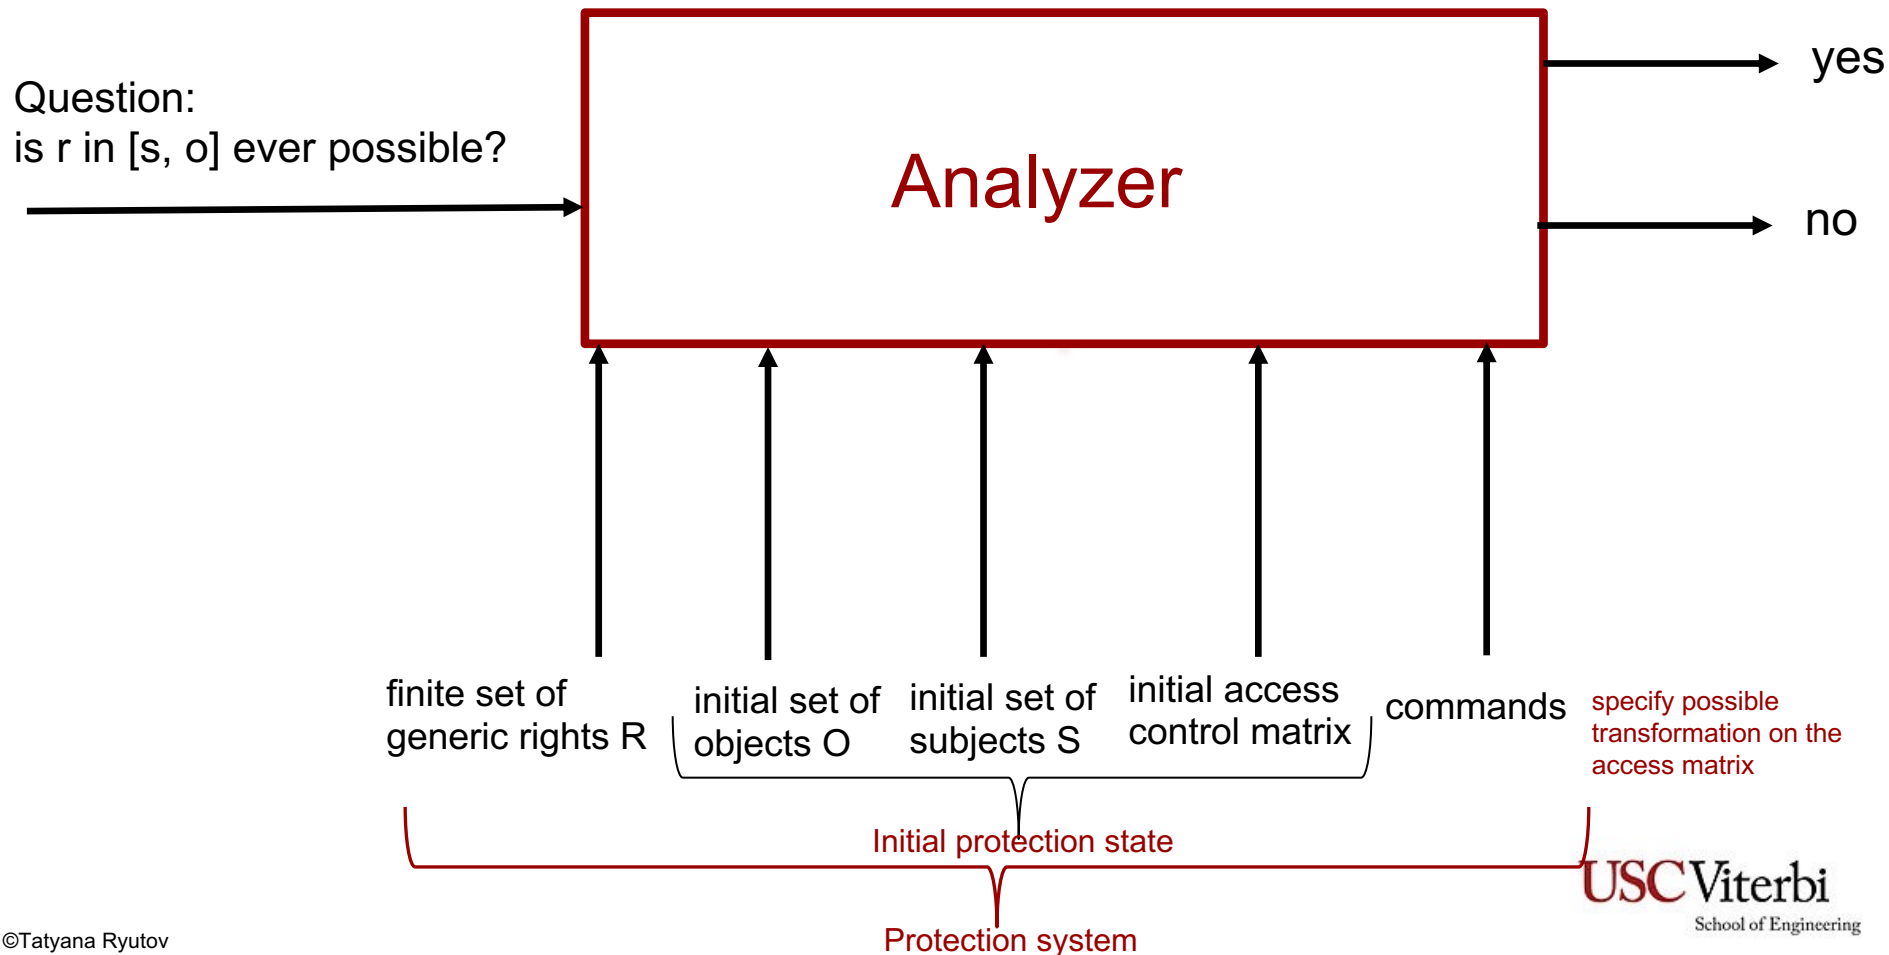 Question:
is r in [s, o] ever possible?
Analyzer
yes
no
finite set of
generic rights R
initial set of
objects O
initial set of
subjects S
initial access
control matrix
commands
specify possible
transformation on the
access matrix
Initial protection state
Protection system
USC Viterbi
School of Engineering
©Tatyana Ryutov